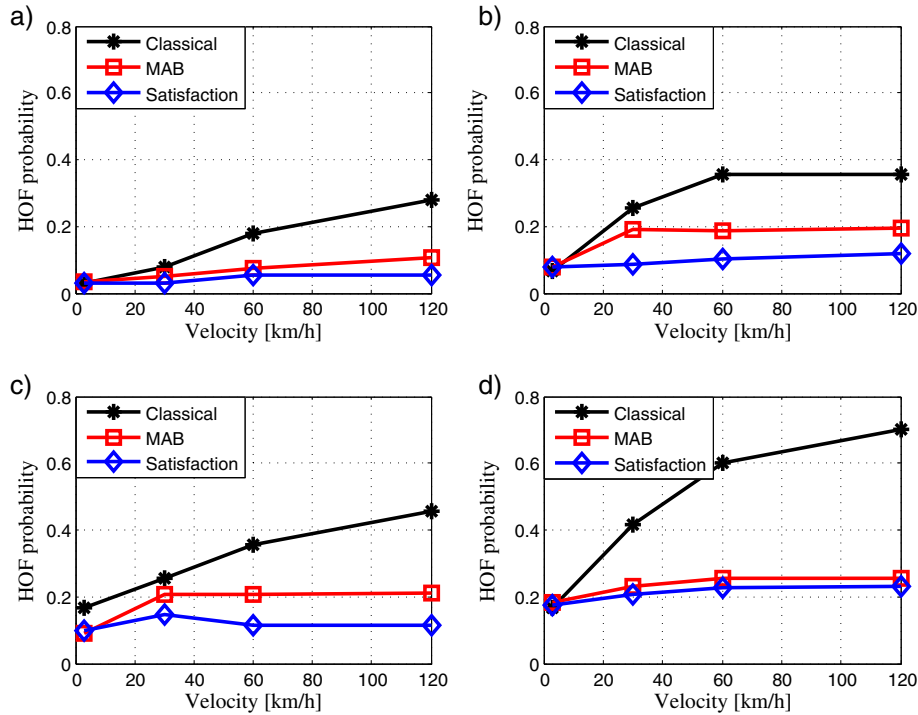 a)
0.8
0.6
0.4
0.2
0
HOF probability
Classical
MAB
Satisfaction
0 20 40 60 80 100 120
Velocity [km/h]
b)
0.8
0.6
0.4
0.2
0
HOF probability
Classical
MAB
Satisfaction
0 20 40 60 80 100 120
Velocity [km/h]
c)
0.8
0.6
0.4
0.2
0
HOF probability
Classical
MAB
Satisfaction
0 20 40 60 80 100 120
Velocity [km/h]
d)
0.8
0.6
0.4
0.2
0
HOF probability
Classical
MAB
Satisfaction
0 20 40 60 80 100 120
Velocity [km/h]